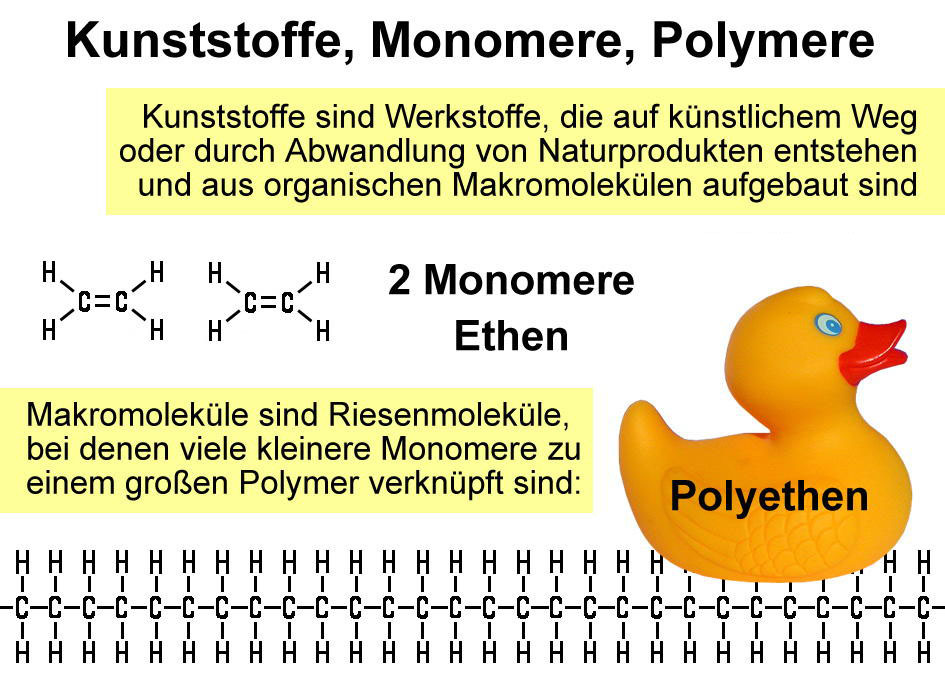 Kunststoffe, Monomere, Polymere
Kunststoffe sind Werkstoffe, die auf künstlichem Weg
oder durch Abwandlung von Naturprodukten entstehen
und aus organischen Makromolekülen aufgebaut sind
H H H H
C=C C=C
H H H H
2 Monomere
Ethen
Makromoleküle sind Riesenmoleküle,
bei denen viele kleinere Monomere zu
einem großen Polymer verknüpft sind:
Polyethen
H H H H H H H H H H H H H H H H H H H H H H
–C–C–C–C–C–C–C–C–C–C–C–C–C–C–C–C–C–C–C–C–C–C–C–C–C–C–C–C–
H H H H H H H H H H H H H H H H H H H H H H H H H H H H